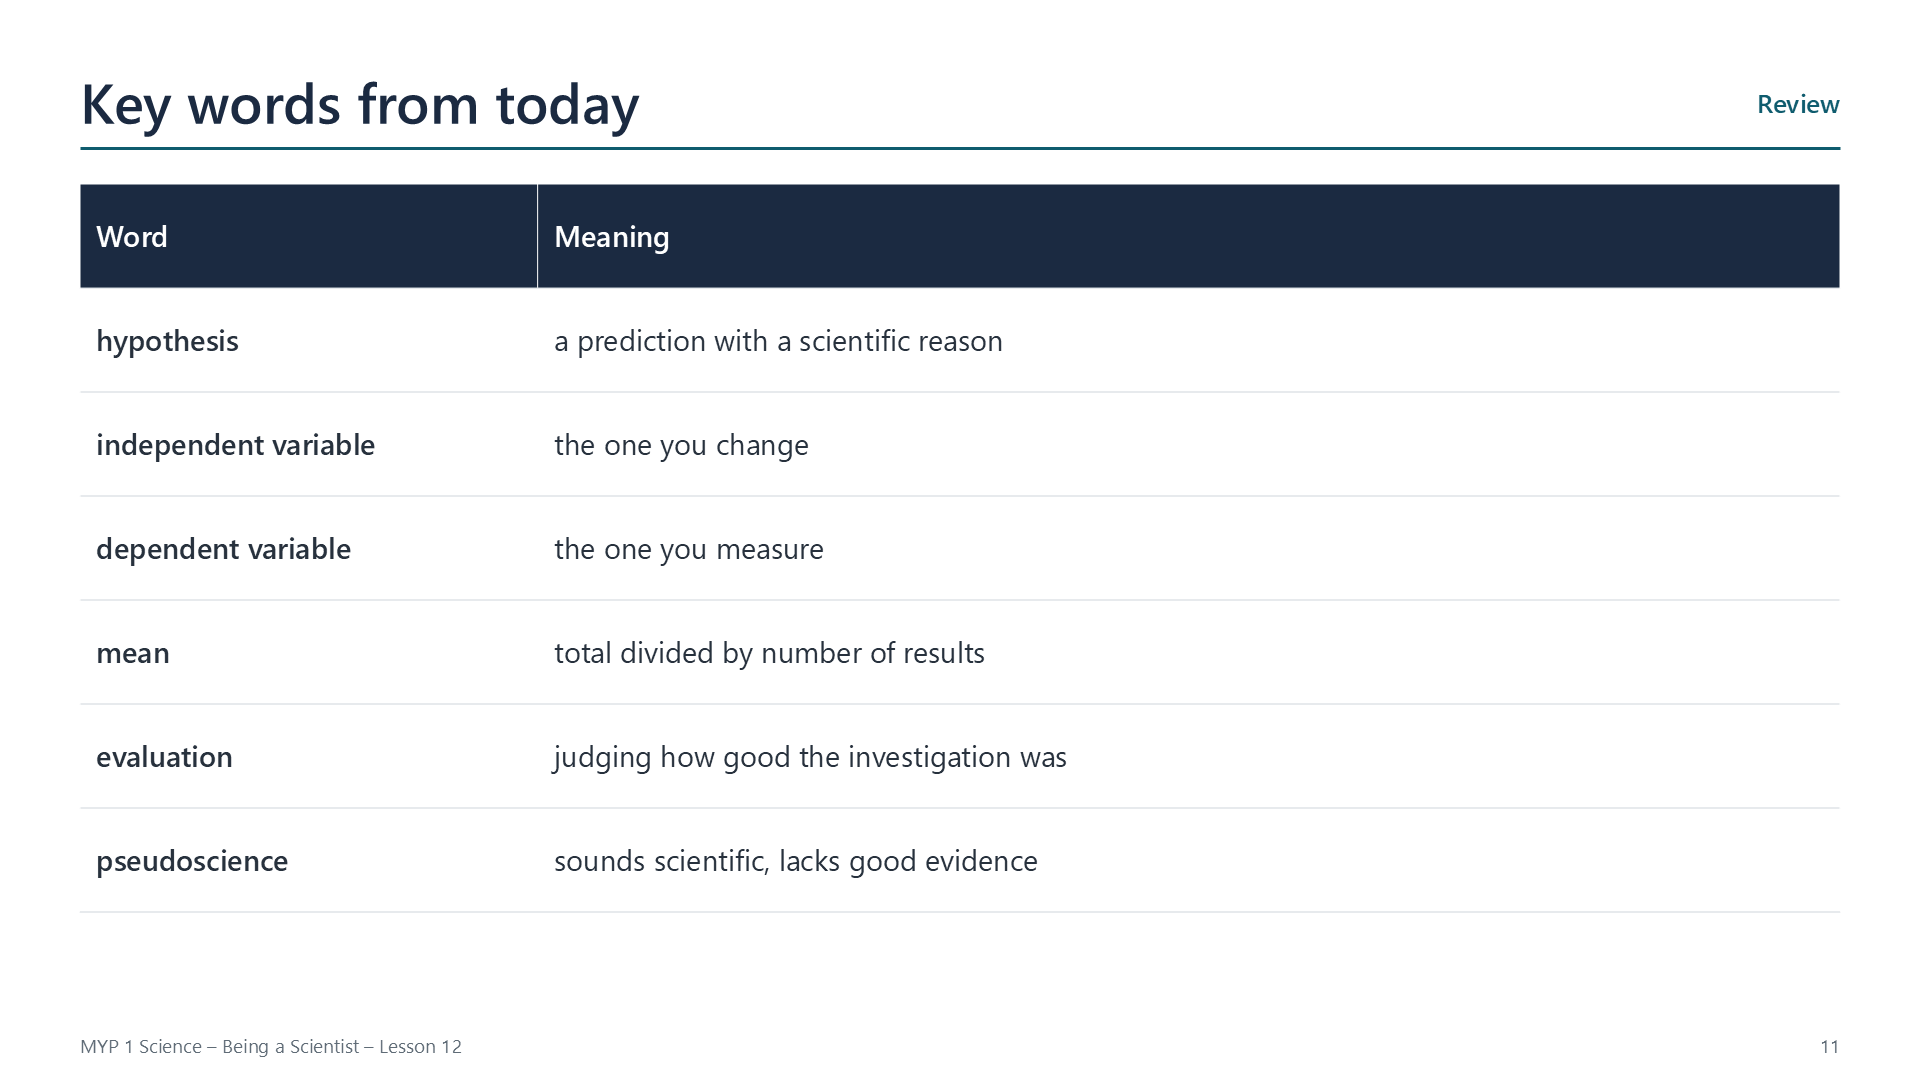 Key words from today
Review
Word Meaning
hypothesis a prediction with a scientific reason
independent variable the one you change
dependent variable the one you measure
mean total divided by number of results
evaluation judging how good the investigation was
pseudoscience sounds scientific, lacks good evidence
MYP 1 Science – Being a Scientist – Lesson 12
11